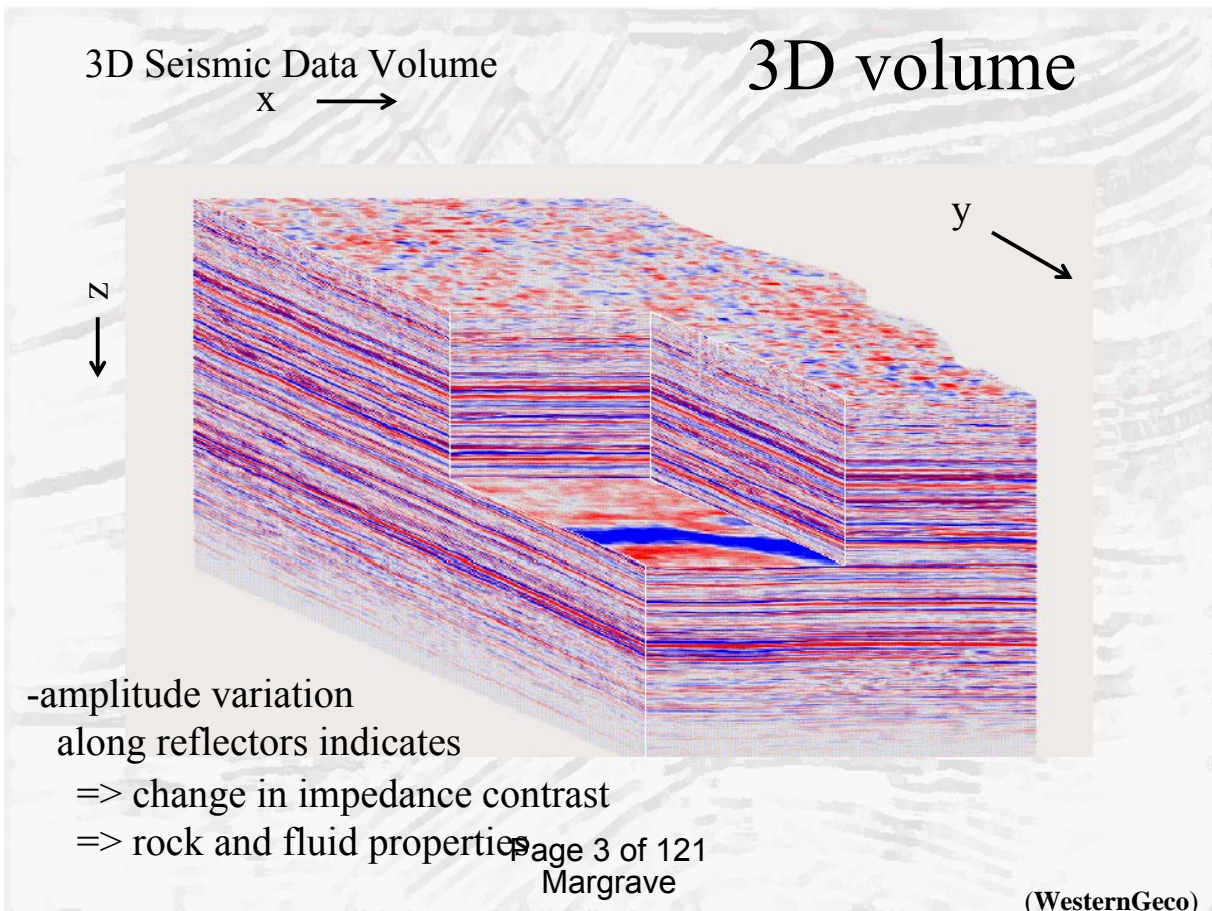 3D Seismic Data Volume
3D volume
x
y
z
-amplitude variation
along reflectors indicates
=> change in impedance contrast
=> rock and fluid properties
Page 3 of 121
Margrave
(WesternGeco)